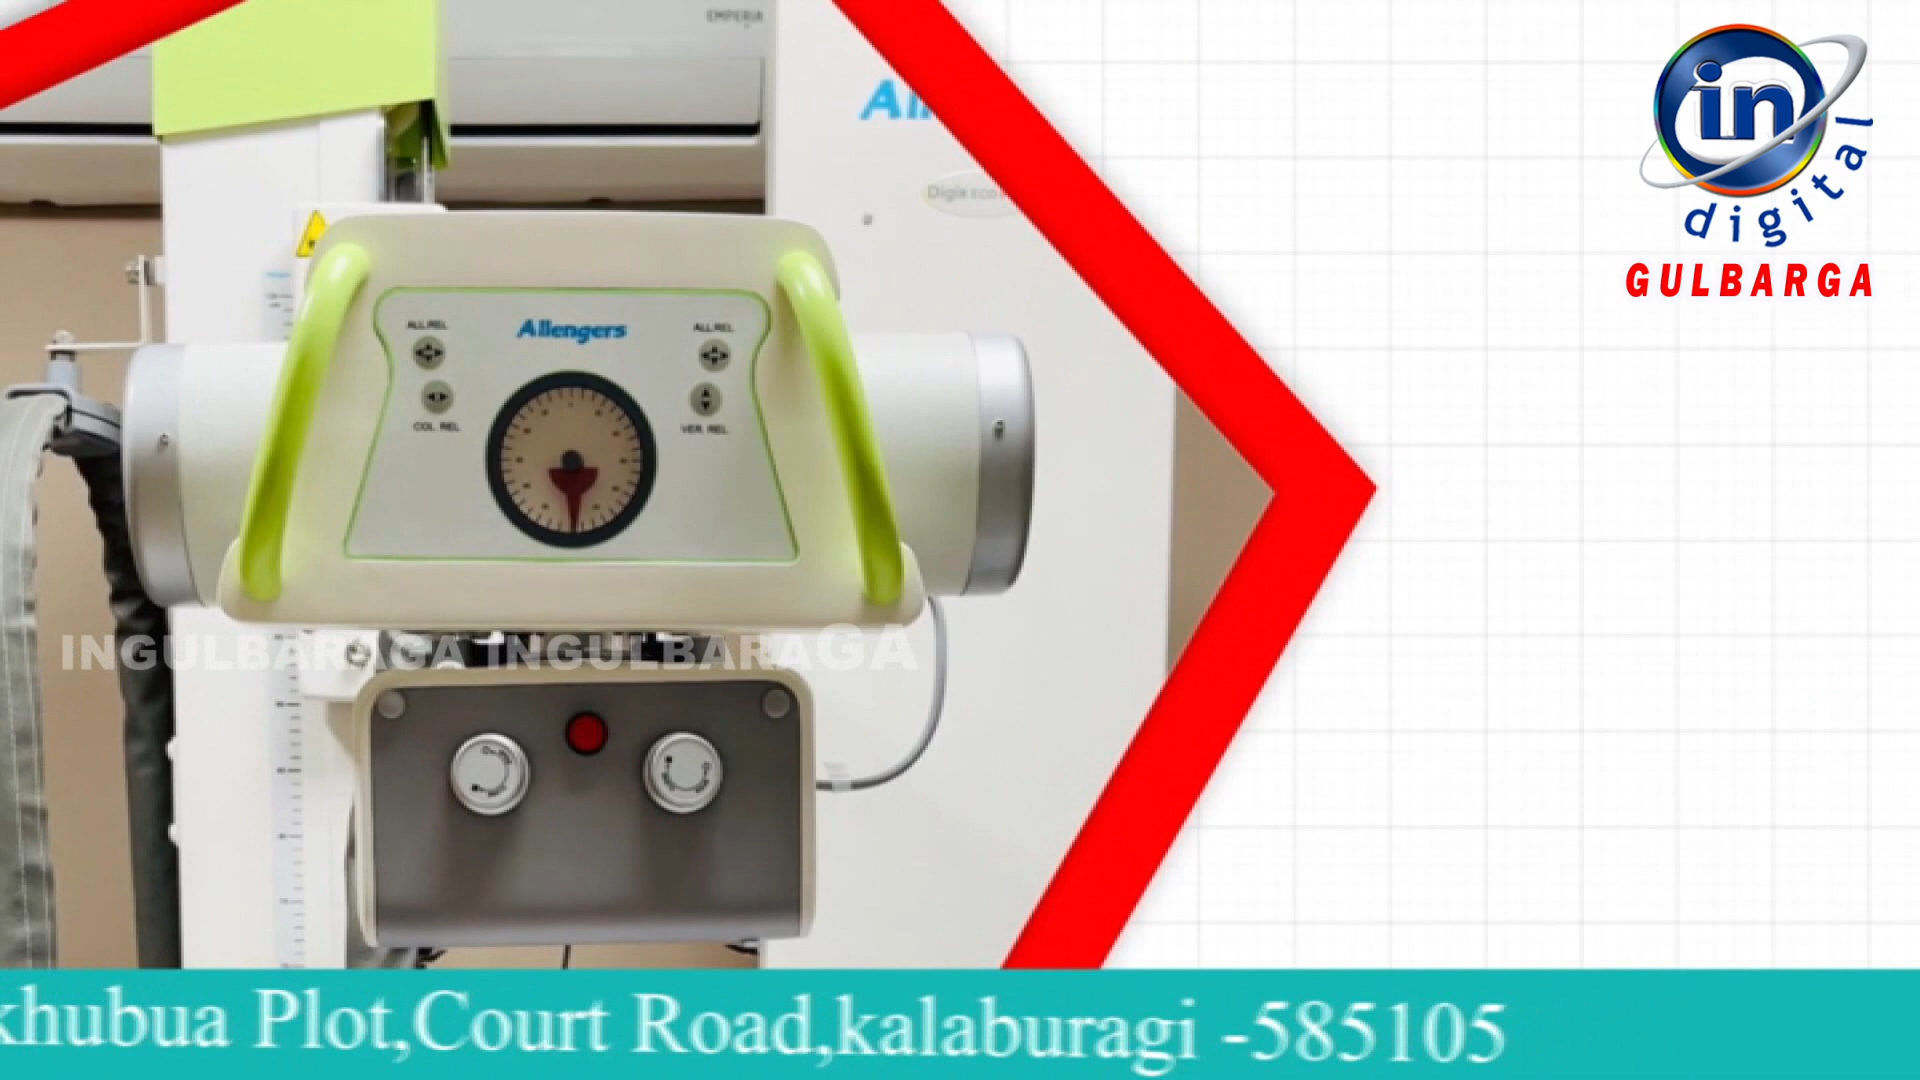 EMPERIA
in
digital
GULBARGA
ALL.REL
Allengers
ALL.REL
COL. REL
VER. REL
INGULBARAGA INGULBARAGA
khubua Plot,Court Road,kalaburagi -585105